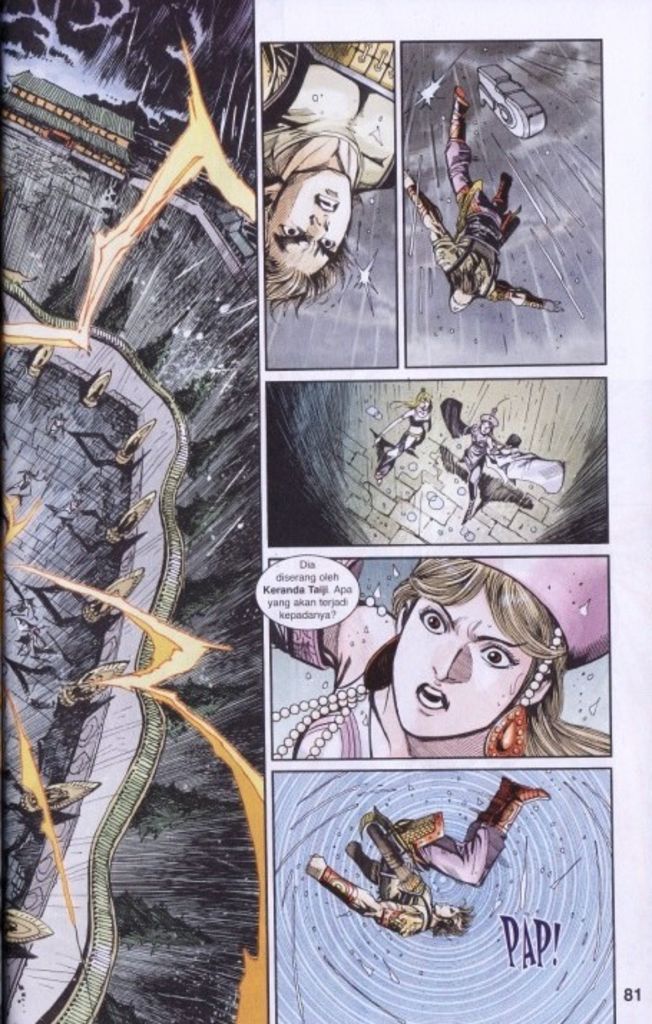 Dia
diserang oleh
Keranda Taiji. Apa
yang akan terjadi
kepadanya?
PAP!
81